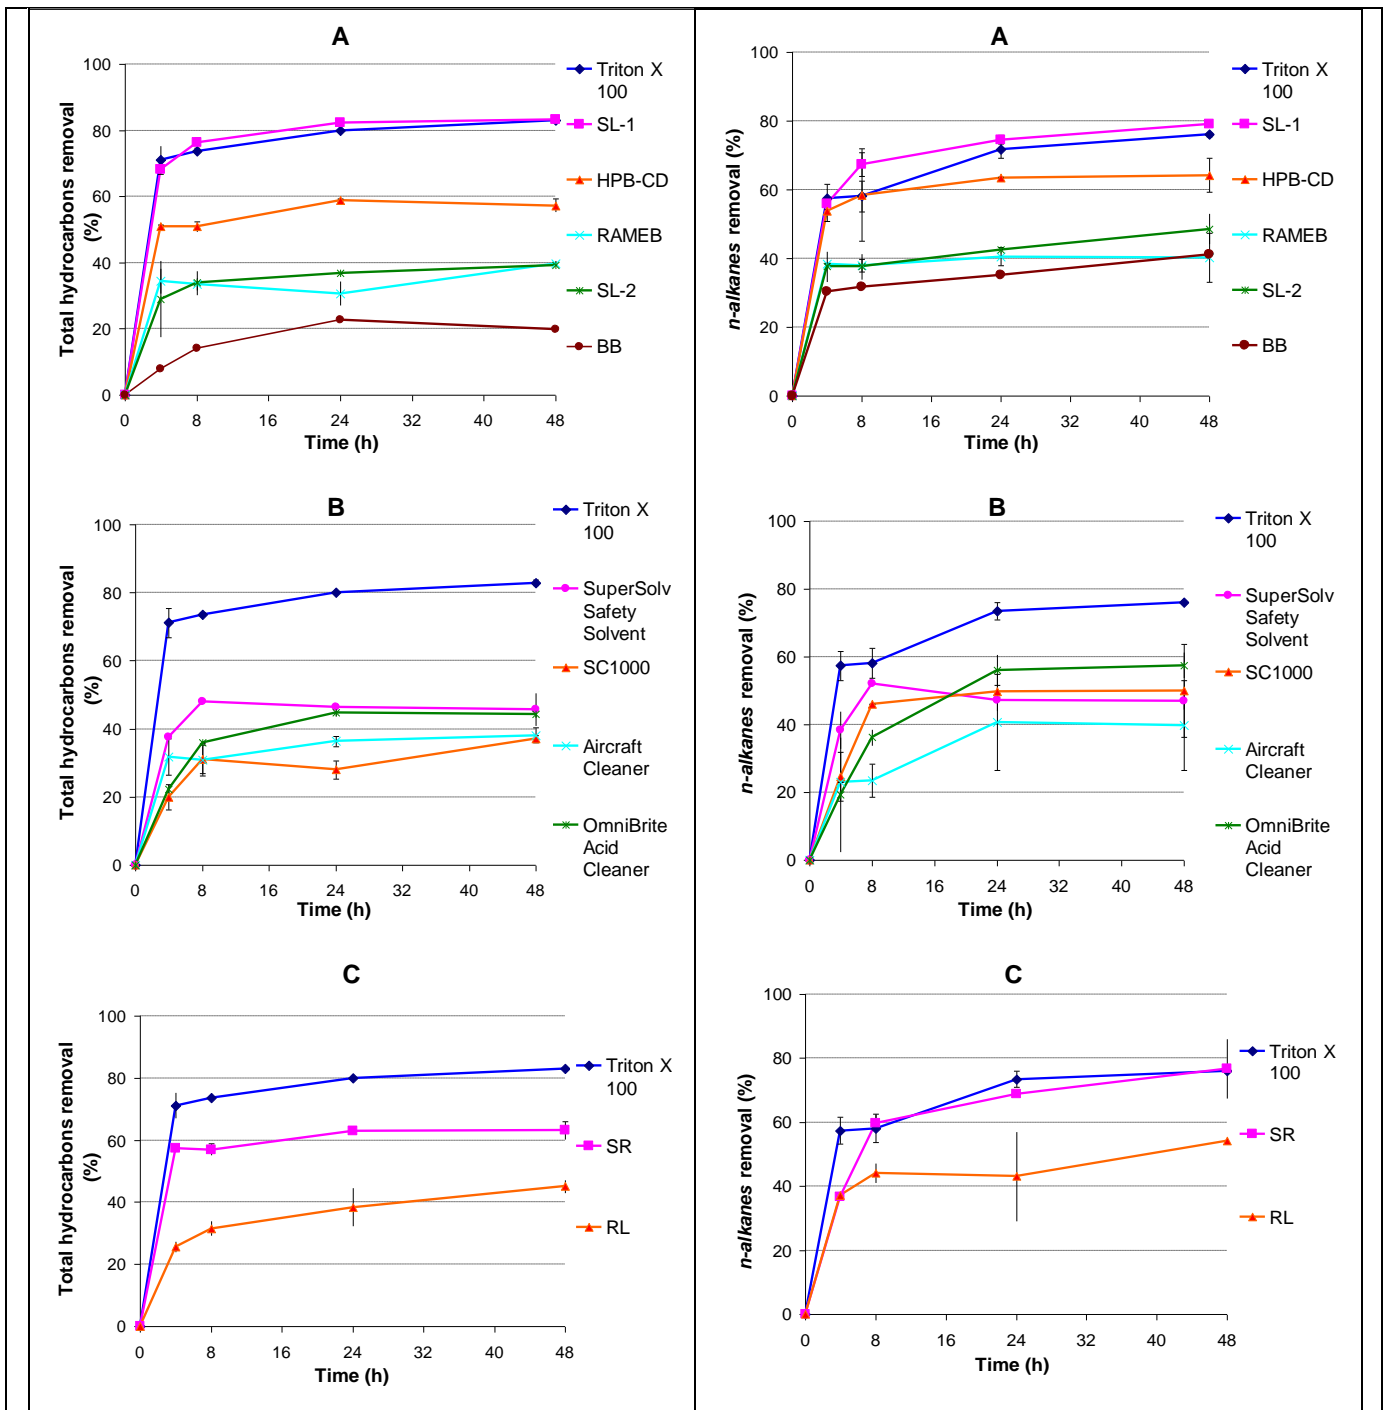 A
Total hydrocarbons removal
(%)
100
80
60
40
20
0
0 8 16 24 32 40 48
Time (h)
Triton X
100
SL-1
HPB-CD
RAMEB
SL-2
BB
A
n-alkanes removal (%)
100
80
60
40
20
0
0 8 16 24 32 40 48
Time (h)
Triton X
100
SL-1
HPB-CD
RAMEB
SL-2
BB
B
Total hydrocarbons removal
(%)
100
80
60
40
20
0
0 8 16 24 32 40 48
Time (h)
Triton X
100
SuperSolv
Safety
Solvent
SC1000
Aircraft
Cleaner
OmniBrite
Acid
Cleaner
B
n-alkanes removal (%)
100
80
60
40
20
0
0 8 16 24 32 40 48
Time (h)
Triton X
100
SuperSolv
Safety
Solvent
SC1000
Aircraft
Cleaner
OmniBrite
Acid
Cleaner
C
Total hydrocarbons removal
(%)
100
80
60
40
20
0
0 8 16 24 32 40 48
Time (h)
Triton X
100
SR
RL
C
n-alkanes removal (%)
100
80
60
40
20
0
0 8 16 24 32 40 48
Time (h)
Triton X
100
SR
RL